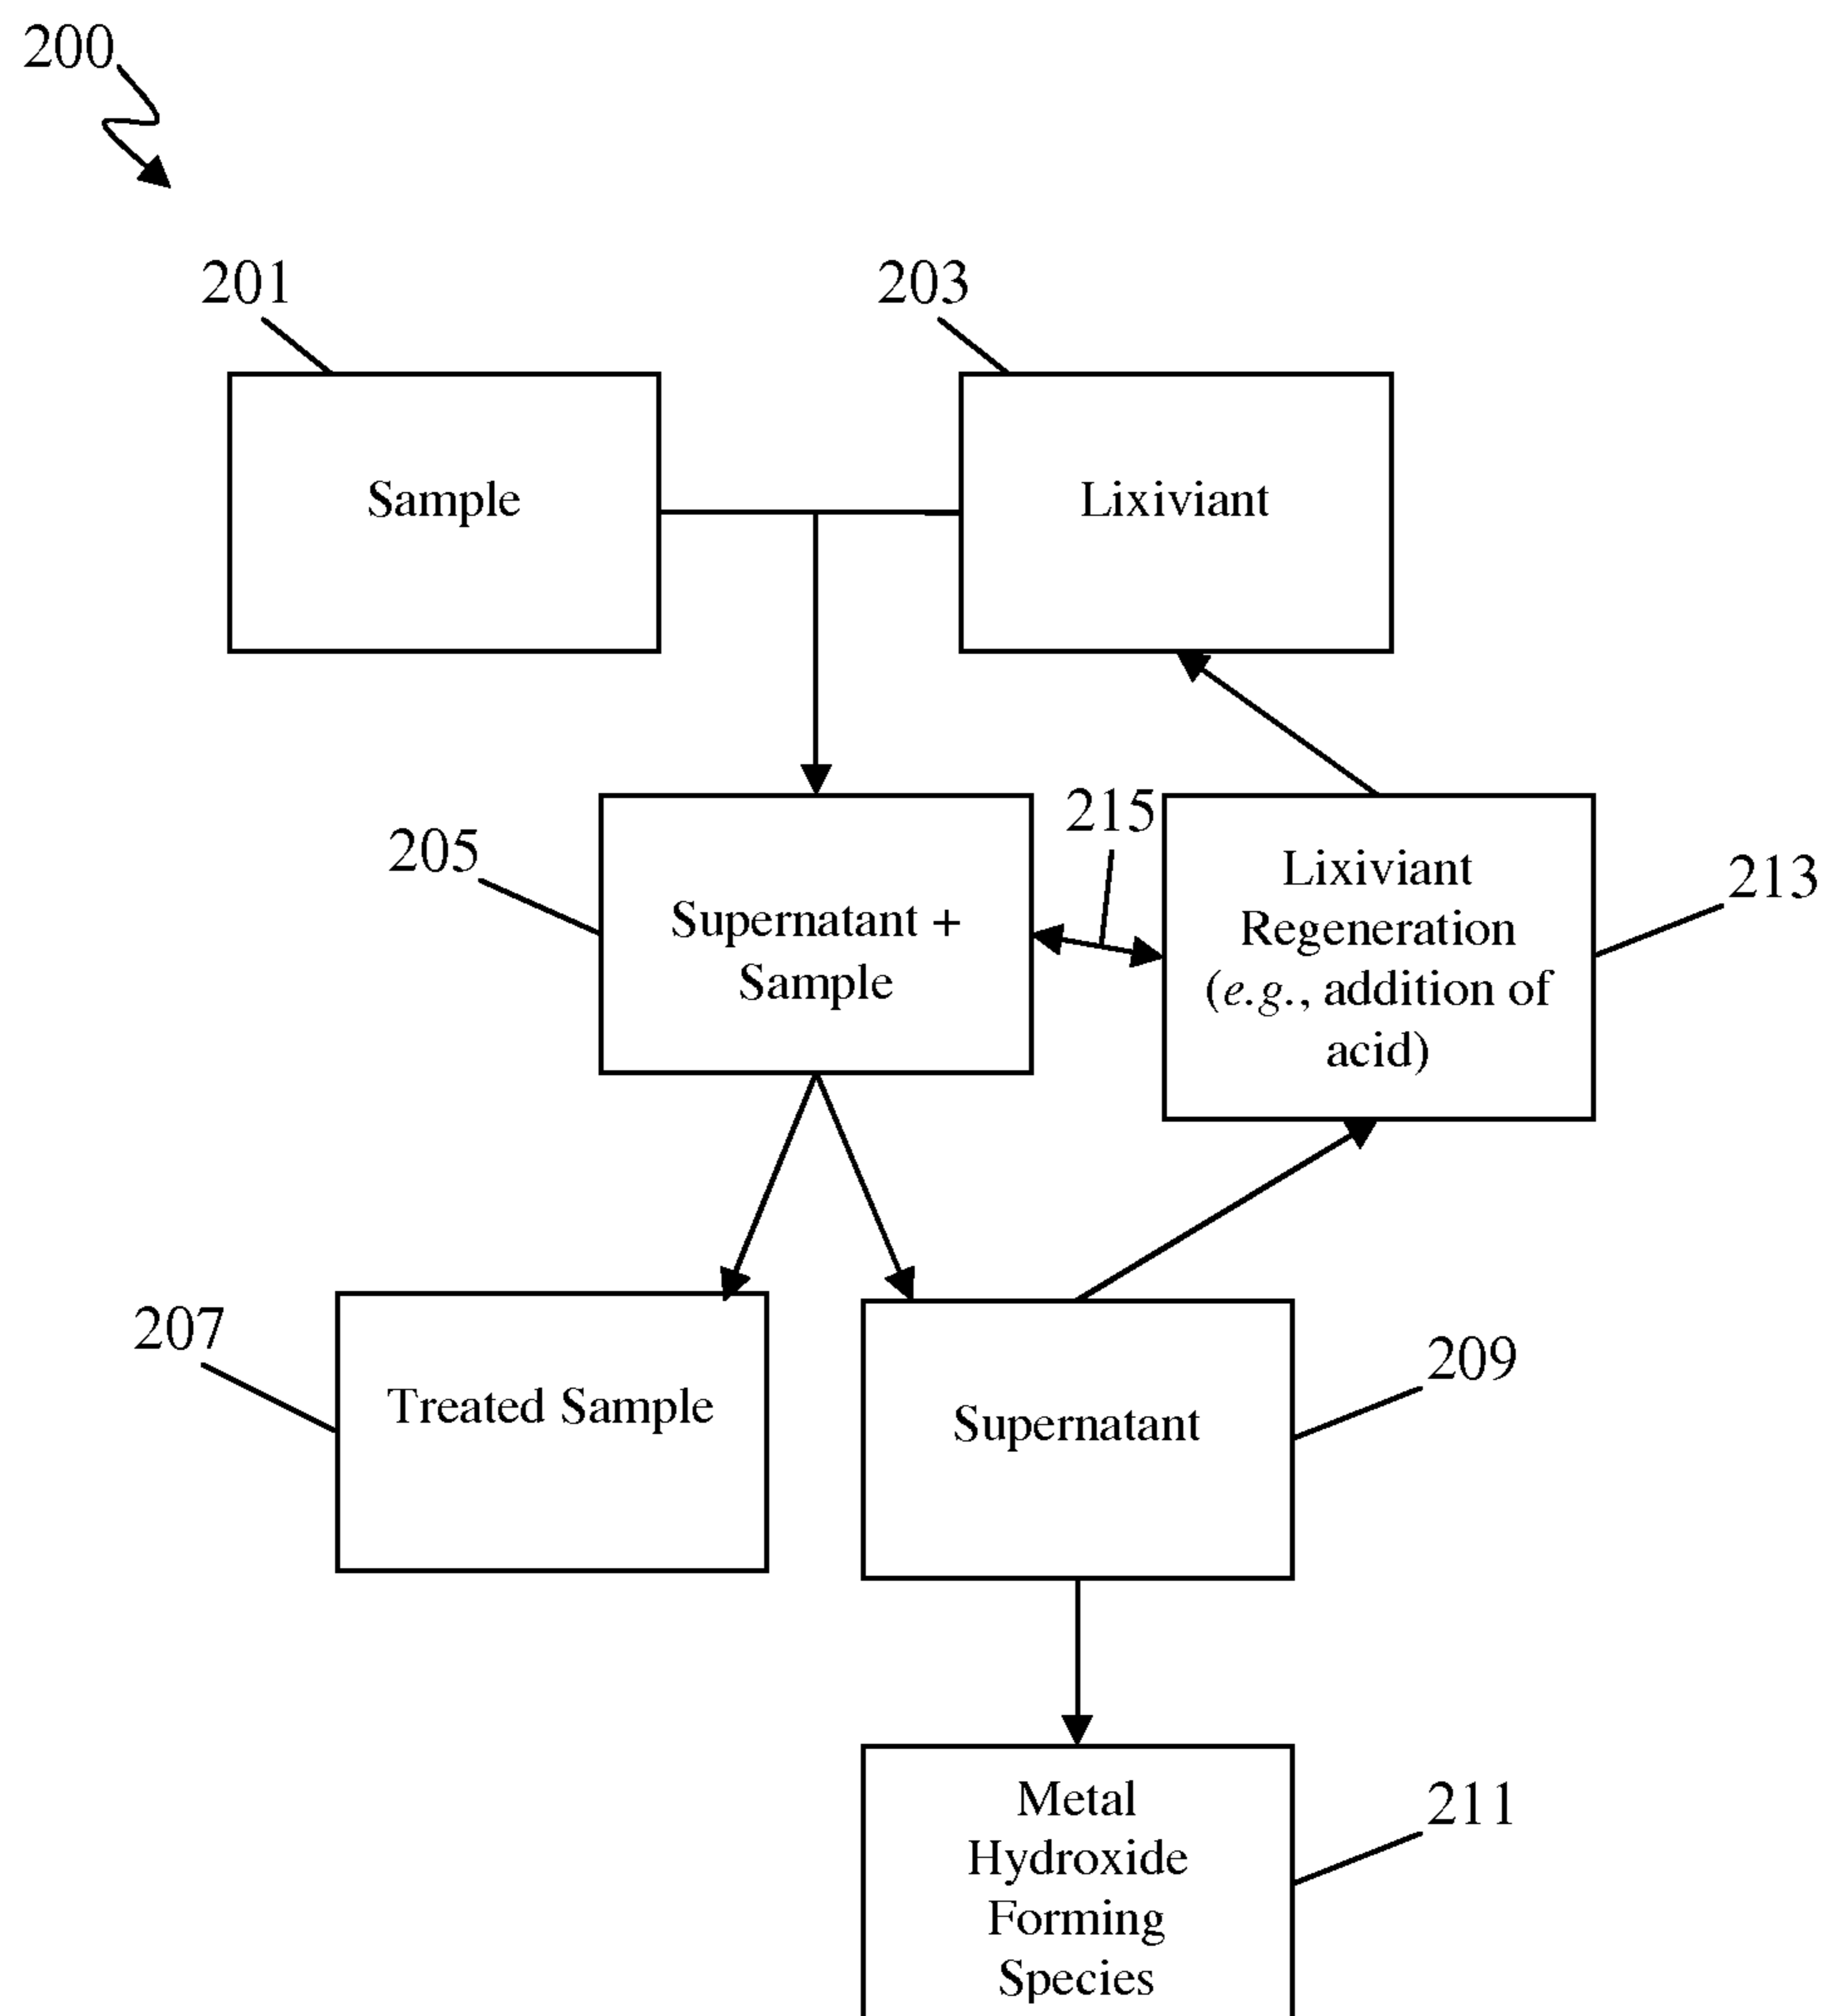 200
201
203
Sample
Lixiviant
215
205
213
Supernatant +
Sample
Lixiviant
Regeneration
(e.g., addition of
acid)
207
209
Treated Sample
Supernatant
211
Metal
Hydroxide
Forming
Species